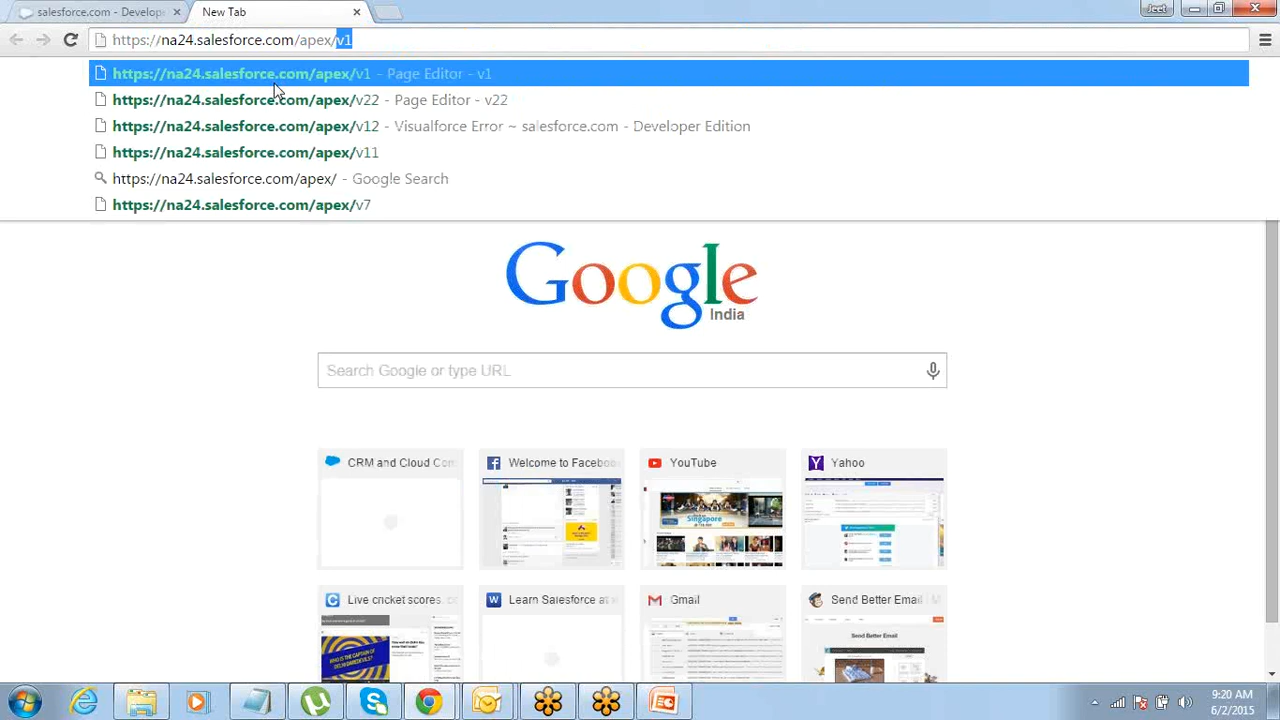 salesforce.com - Develope
New Tab
Jeet
https://na24.salesforce.com/apex/v1
https://na24.salesforce.com/apex/v1 - Page Editor - v1
https://na24.salesforce.com/apex/v22 - Page Editor - v22
https://na24.salesforce.com/apex/v12 - Visualforce Error ~ salesforce.com - Developer Edition
https://na24.salesforce.com/apex/v11
https://na24.salesforce.com/apex/ - Google Search
https://na24.salesforce.com/apex/v7
Google
India
Search Google or type URL
CRM and Cloud Com
Welcome to Faceboo
YouTube
Yahoo
Singapore
Live cricket scores, c
Learn Salesforce at
Gmail
Send Better Email
Send Better Email
9:20 AM
6/2/2015